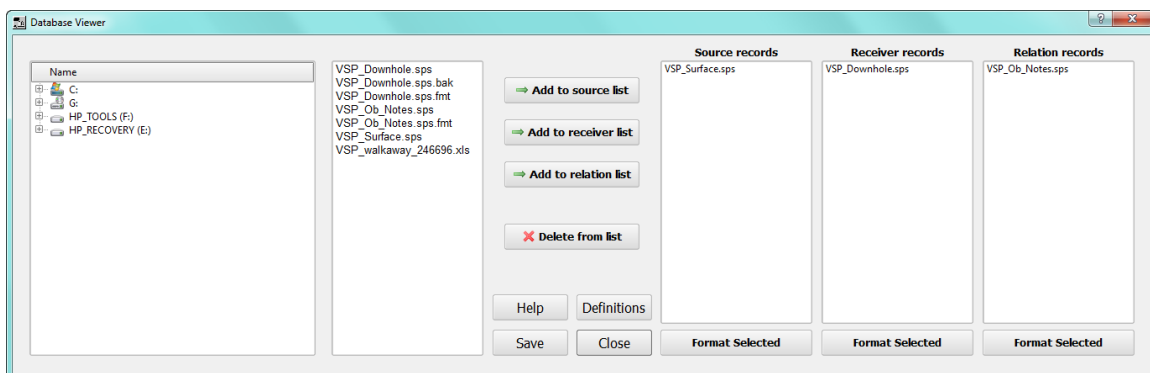 Database Viewer
Source records
Receiver records
Relation records
Name
C:
G:
HP_TOOLS (F:)
HP_RECOVERY (E:)
VSP_Downhole.sps
VSP_Downhole.sps.bak
VSP_Downhole.sps.fmt
VSP_Ob_Notes.sps
VSP_Ob_Notes.sps.fmt
VSP_Surface.sps
VSP_walkaway_246696.xls
Add to source list
Add to receiver list
Add to relation list
Delete from list
Help
Definitions
Save
Close
VSP_Surface.sps
VSP_Downhole.sps
VSP_Ob_Notes.sps
Format Selected
Format Selected
Format Selected